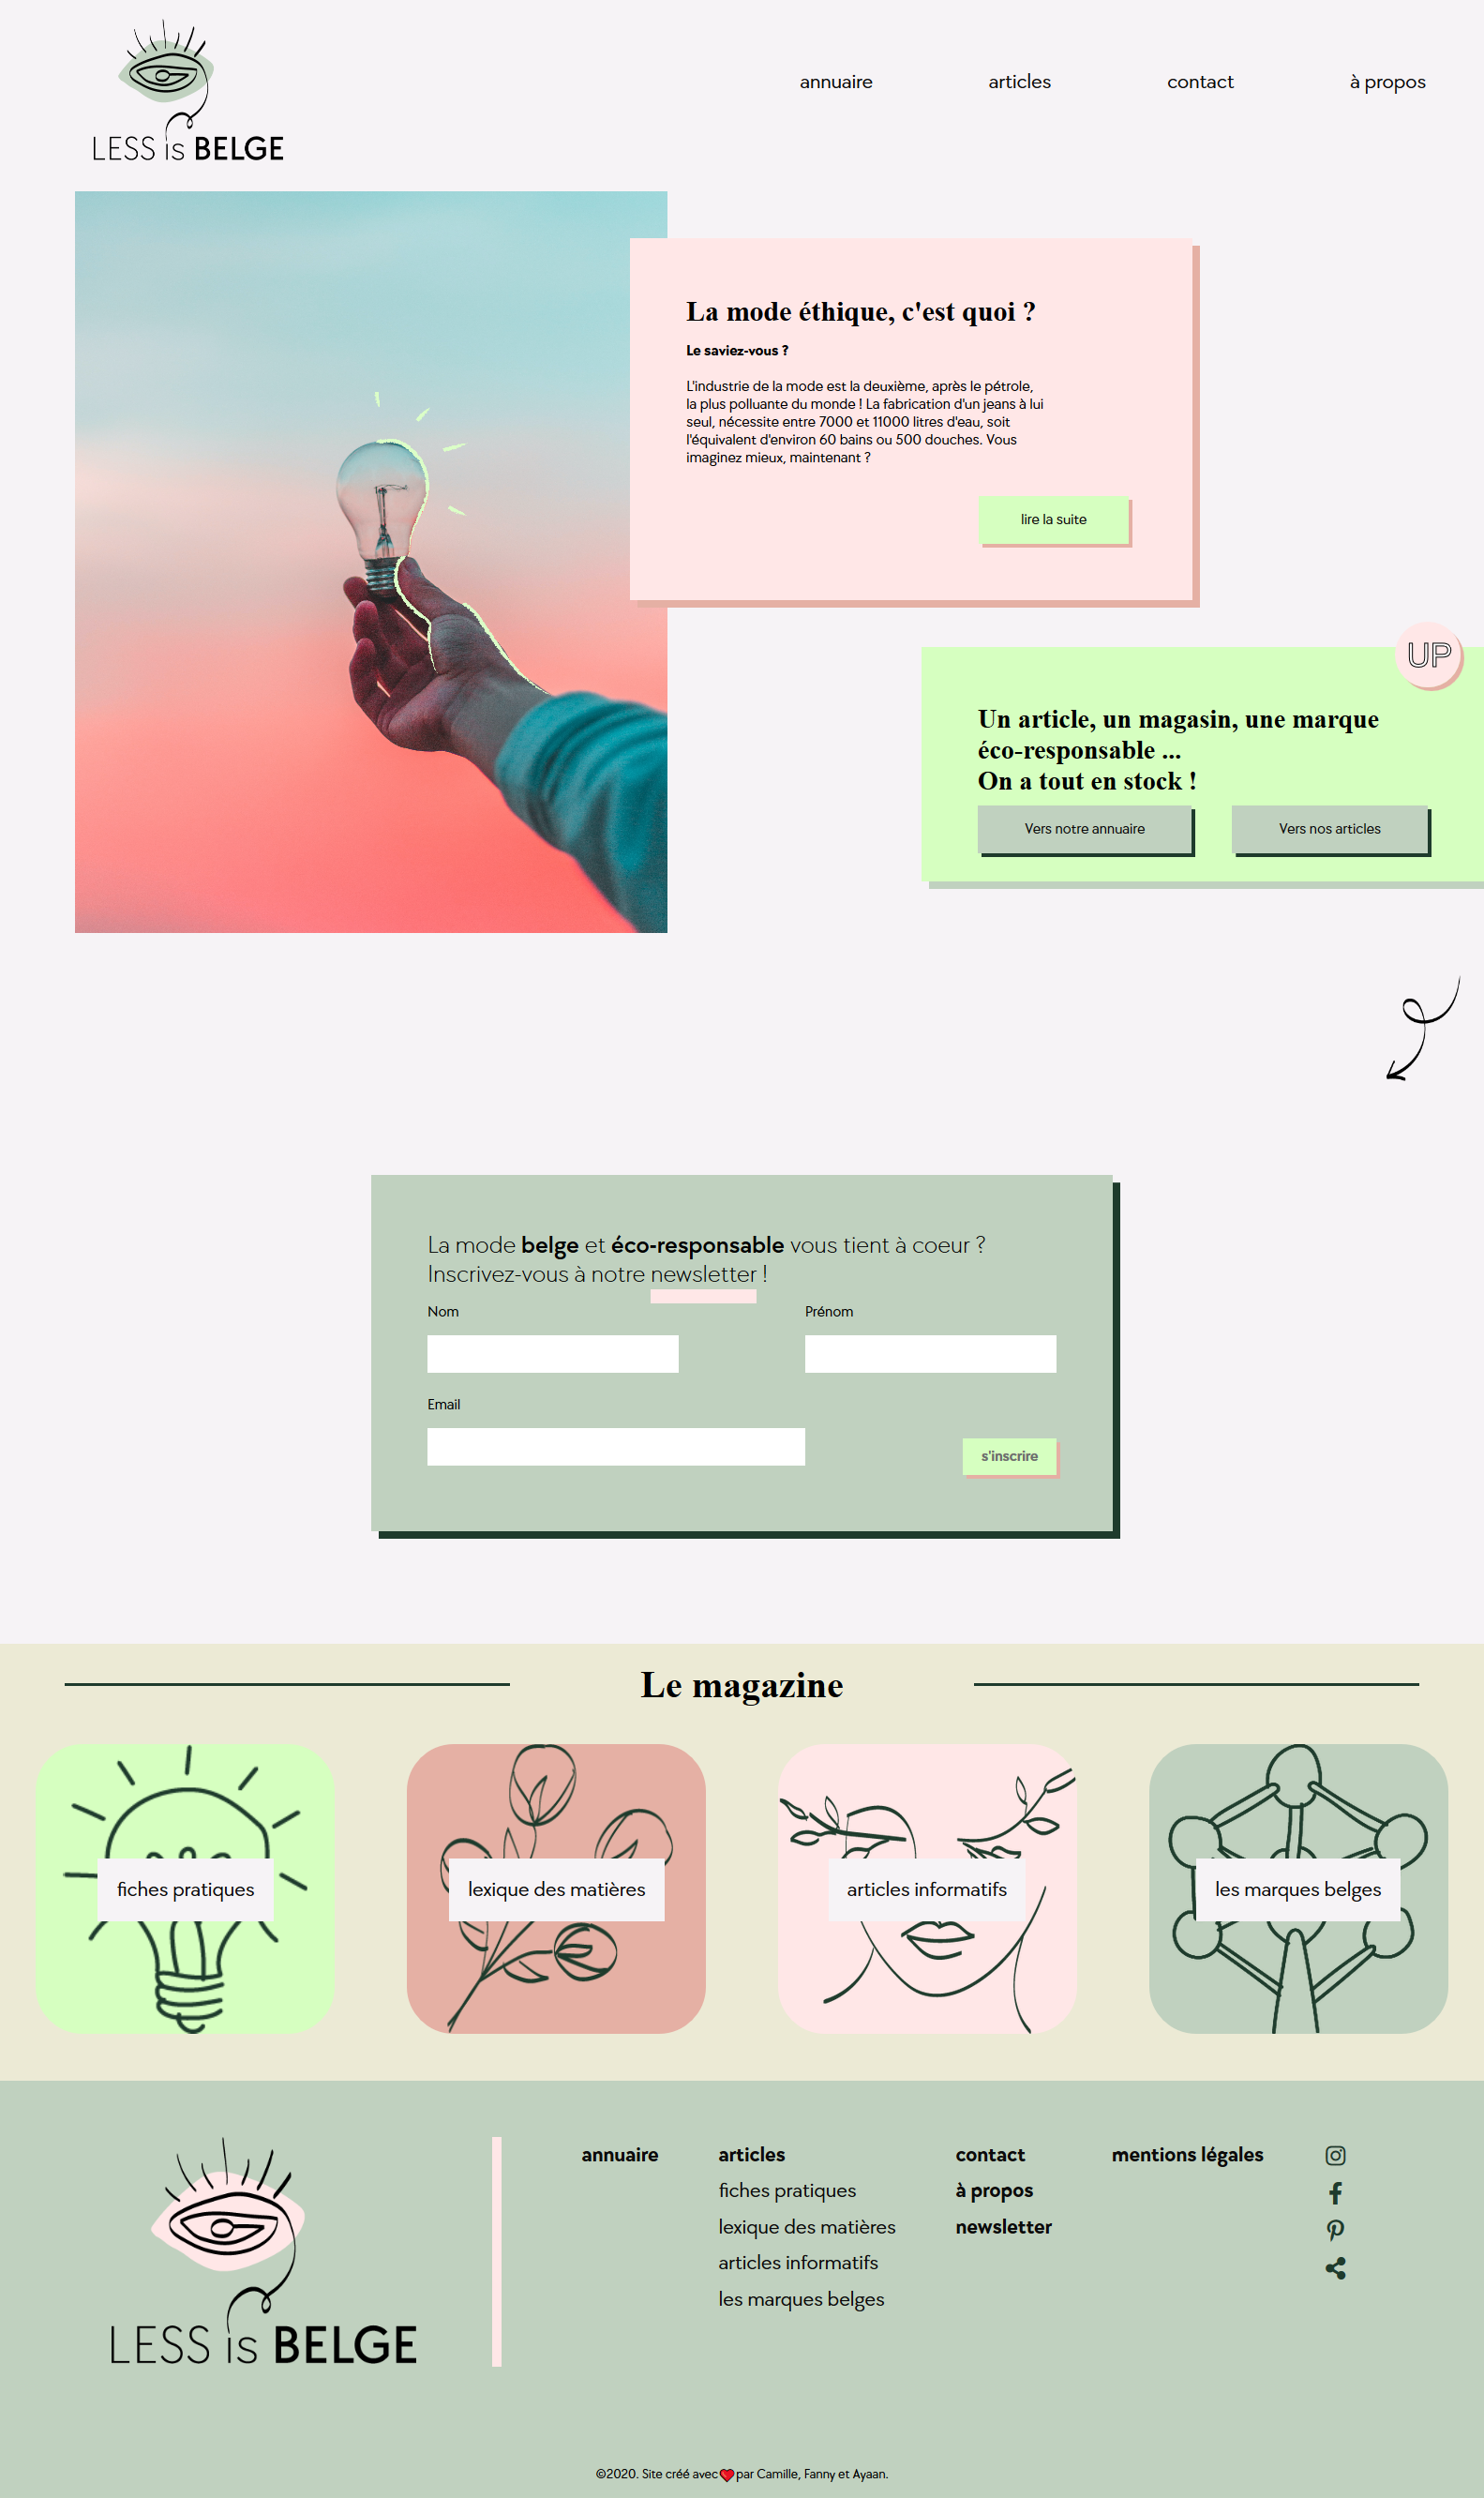 LESS is BELGE
annuaire
articles
contact
à propos
La mode éthique, c'est quoi ?
Le saviez-vous ?
L'industrie de la mode est la deuxième, après le pétrole,
la plus polluante du monde ! La fabrication d'un jeans à lui
seul, nécessite entre 7000 et 11000 litres d'eau, soit
l'équivalent d'environ 60 bains ou 500 douches. Vous
imaginez mieux, maintenant ?
lire la suite
UP
Un article, un magasin, une marque
éco-responsable ...
On a tout en stock !
Vers notre annuaire
Vers nos articles
La mode belge et éco-responsable vous tient à coeur ?
Inscrivez-vous à notre newsletter !
Nom
Prénom
Email
s'inscrire
Le magazine
fiches pratiques
lexique des matières
articles informatifs
les marques belges
LESS is BELGE
annuaire
articles
fiches pratiques
lexique des matières
articles informatifs
les marques belges
contact
à propos
newsletter
mentions légales
©2020. Site créé avec ❤ par Camille, Fanny et Ayaan.